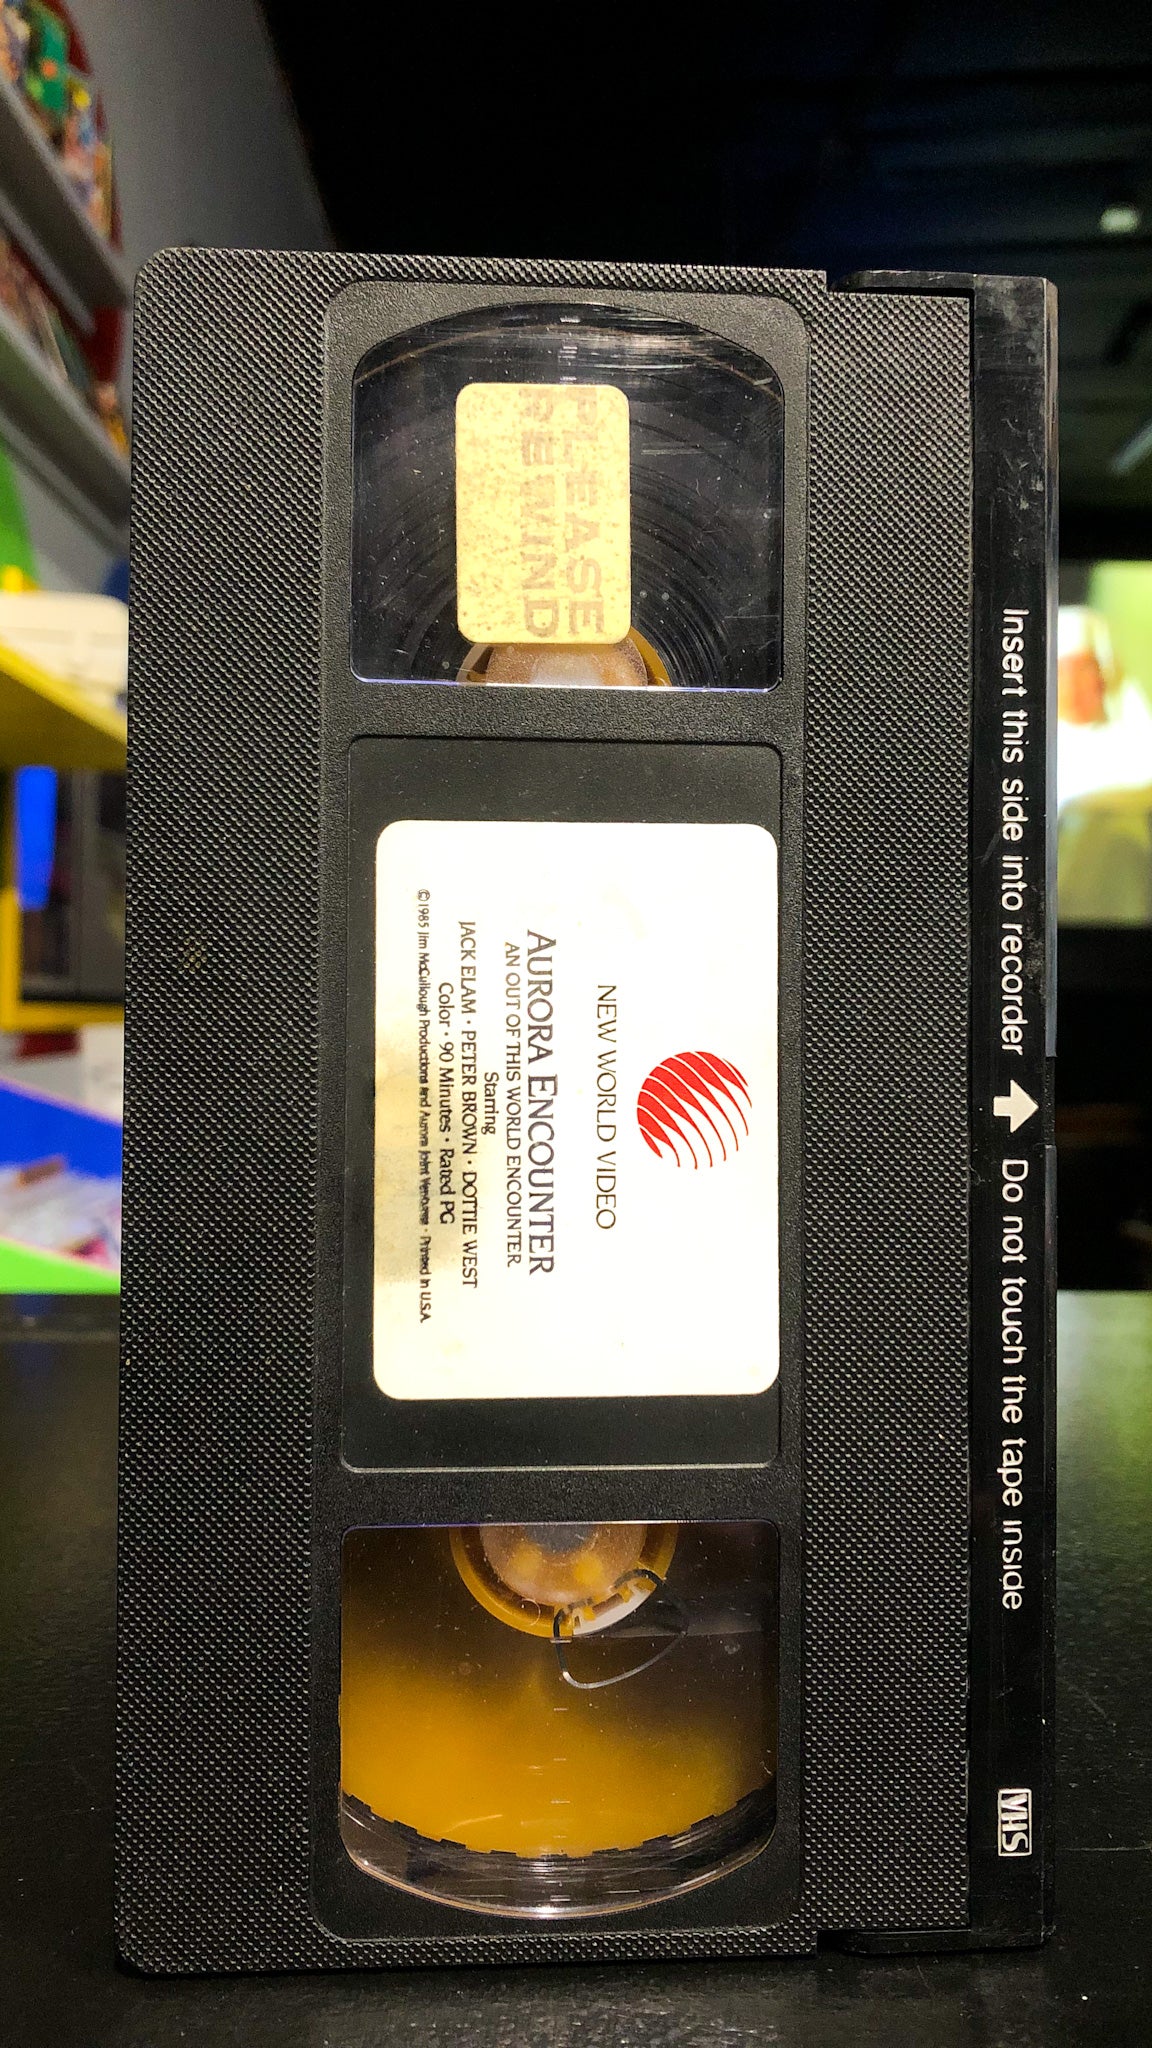 PLEASE
REWIND
NEW WORLD VIDEO
AURORA ENCOUNTER
AN OUT OF THIS WORLD ENCOUNTER.
Starring
JACK ELAM · PETER BROWN · DOTTIE WEST
Color · 90 Minutes · Rated PG
©1985 Jim McCullough Productions and Aurora Joint Venture · Printed in U.S.A.
Insert this side into recorder
Do not touch the tape inside
VHS